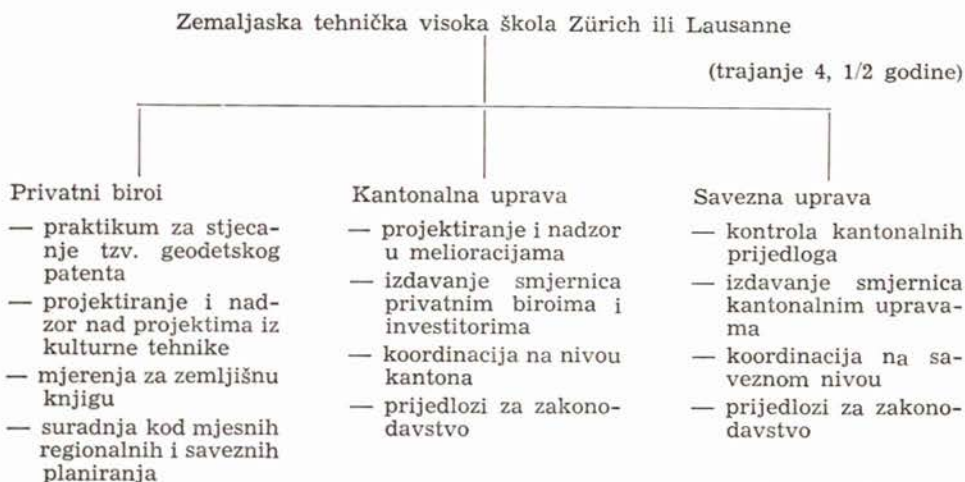 Zemaljaska tehnička visoka škola Zürich ili Lausanne
(trajanje 4, 1/2 godine)
Privatni biroi
— praktikum za stjeca-
nje tzv. geodetskog
patenta
— projektiranje i nad-
zor nad projektima iz
kulturne tehnike
— mjerenja za zemljišnu
knjigu
— suradnja kod mjesnih
regionalnih i saveznih
planiranja
Kantonalna uprava
— projektiranje i nadzor
u melioracijama
— izdavanje smjernica
privatnim biroima i
investitorima
— koordinacija na nivou
kantona
— prijedlozi za zakono-
davstvo
Savezna uprava
— kontrola kantonalnih
prijedloga
— izdavanje smjernica
kantonalnim uprava-
ma
— koordinacija na sa-
veznom nivou
— prijedlozi za zakono-
davstvo